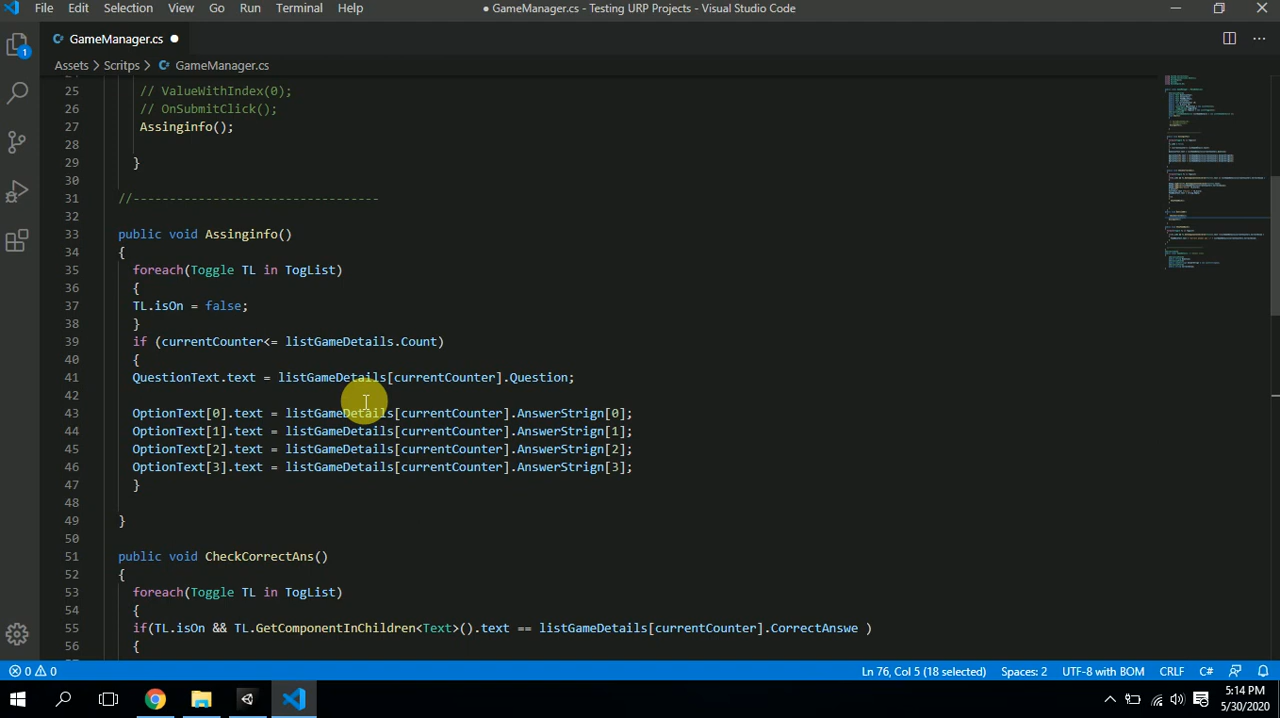 File Edit Selection View Go Run Terminal Help
● GameManager.cs - Testing URP Projects - Visual Studio Code
GameManager.cs ●
Assets > Scritps > GameManager.cs
1
25 // ValueWithIndex(0);
26 // OnSubmitClick();
27 Assinginfo();
28
29 }
30
31 //----------------------------------
32
33 public void Assinginfo()
34 {
35 foreach(Toggle TL in TogList)
36 {
37 TL.isOn = false;
38 }
39 if (currentCounter<= listGameDetails.Count)
40 {
41 QuestionText.text = listGameDetails[currentCounter].Question;
42
43 OptionText[0].text = listGameDetails[currentCounter].AnswerStrign[0];
44 OptionText[1].text = listGameDetails[currentCounter].AnswerStrign[1];
45 OptionText[2].text = listGameDetails[currentCounter].AnswerStrign[2];
46 OptionText[3].text = listGameDetails[currentCounter].AnswerStrign[3];
47 }
48
49 }
50
51 public void CheckCorrectAns()
52 {
53 foreach(Toggle TL in TogList)
54 {
55 if(TL.isOn && TL.GetComponentInChildren<Text>().text == listGameDetails[currentCounter].CorrectAnswe )
56 {
0 0
Ln 76, Col 5 (18 selected) Spaces: 2 UTF-8 with BOM CRLF C#
5:14 PM
5/30/2020